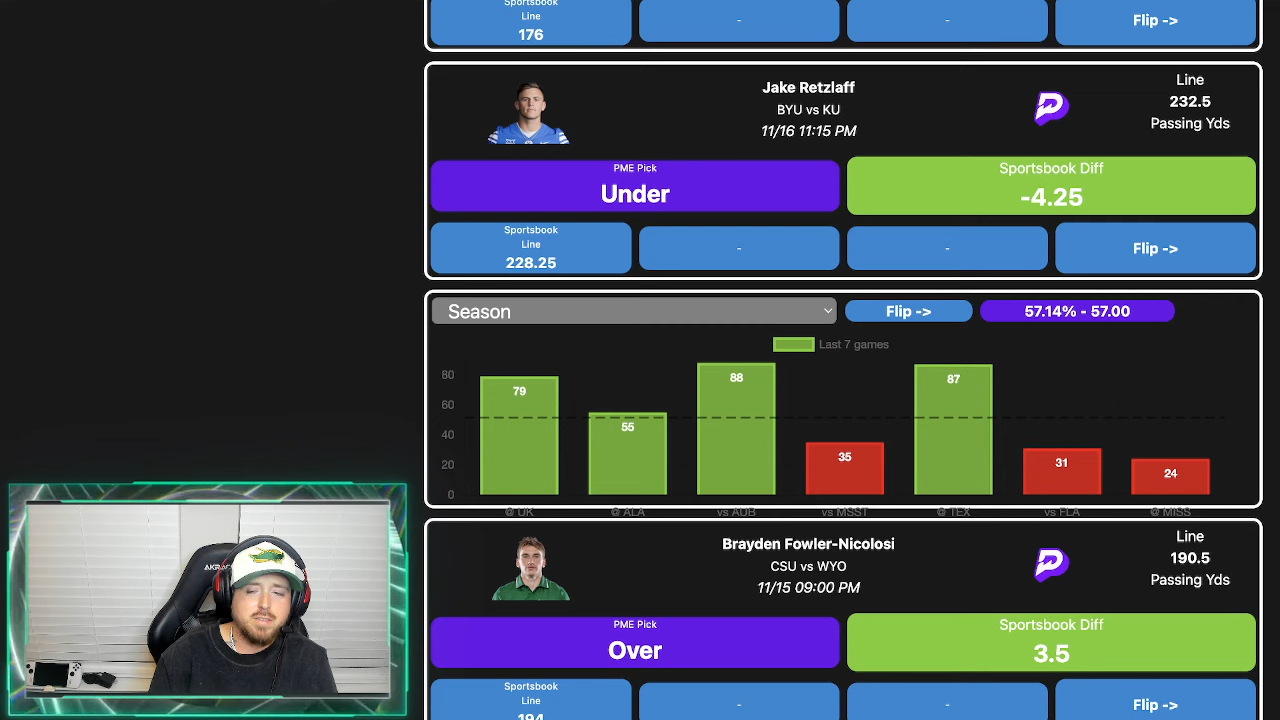 Sportsbook
Line
176
-
-
Flip ->
Jake Retzlaff
BYU vs KU
11/16 11:15 PM
Line
232.5
Passing Yds
PME Pick
Under
Sportsbook Diff
-4.25
Sportsbook
Line
228.25
-
-
Flip ->
Season
Flip ->
57.14% - 57.00
Last 7 games
80
60
40
20
0
79
55
88
35
87
31
24
@ UK
@ ALA
vs AUB
vs MSST
@ TEX
vs FLA
@ MISS
Brayden Fowler-Nicolosi
CSU vs WYO
11/15 09:00 PM
Line
190.5
Passing Yds
PME Pick
Over
Sportsbook Diff
3.5
Sportsbook
Line
194
-
-
Flip ->